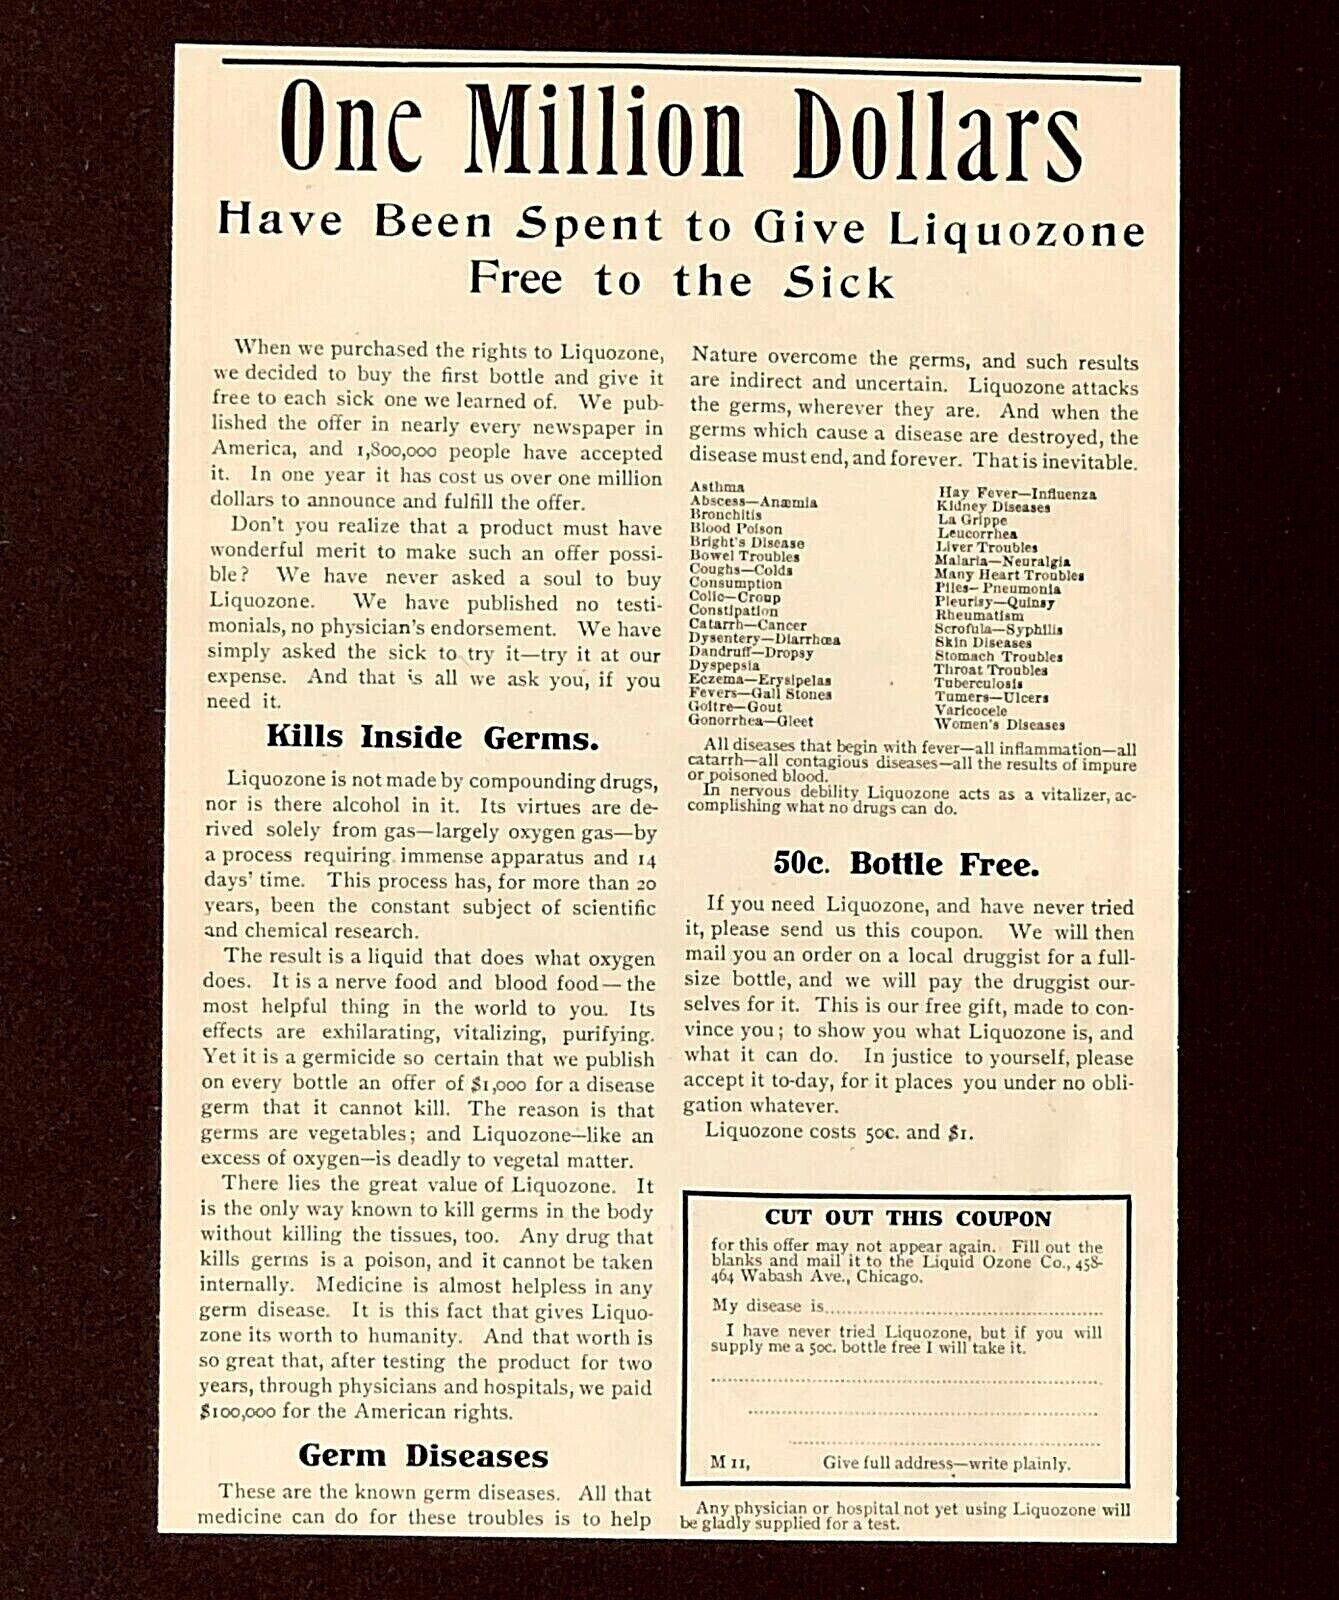 One Million Dollars
Have Been Spent to Give Liquozone
Free to the Sick
When we purchased the rights to Liquozone,
we decided to buy the first bottle and give it
free to each sick one we learned of. We pub-
lished the offer in nearly every newspaper in
America, and 1,800,000 people have accepted
it. In one year it has cost us over one million
dollars to announce and fulfill the offer.
Don't you realize that a product must have
wonderful merit to make such an offer possi-
ble? We have never asked a soul to buy
Liquozone. We have published no testi-
monials, no physician's endorsement. We have
simply asked the sick to try it—try it at our
expense. And that is all we ask you, if you
need it.
Kills Inside Germs.
Liquozone is not made by compounding drugs,
nor is there alcohol in it. Its virtues are de-
rived solely from gas—largely oxygen gas—by
a process requiring immense apparatus and 14
days' time. This process has, for more than 20
years, been the constant subject of scientific
and chemical research.
The result is a liquid that does what oxygen
does. It is a nerve food and blood food—the
most helpful thing in the world to you. Its
effects are exhilarating, vitalizing, purifying.
Yet it is a germicide so certain that we publish
on every bottle an offer of $1,000 for a disease
germ that it cannot kill. The reason is that
germs are vegetables; and Liquozone—like an
excess of oxygen—is deadly to vegetal matter.
There lies the great value of Liquozone. It
is the only way known to kill germs in the body
without killing the tissues, too. Any drug that
kills germs is a poison, and it cannot be taken
internally. Medicine is almost helpless in any
germ disease. It is this fact that gives Liquo-
zone its worth to humanity. And that worth is
so great that, after testing the product for two
years, through physicians and hospitals, we paid
$100,000 for the American rights.
Germ Diseases
These are the known germ diseases. All that
medicine can do for these troubles is to help
Nature overcome the germs, and such results
are indirect and uncertain. Liquozone attacks
the germs, wherever they are. And when the
germs which cause a disease are destroyed, the
disease must end, and forever. That is inevitable.
Asthma
Abscess—Anæmia
Bronchitis
Blood Poison
Bright's Disease
Bowel Troubles
Coughs—Colds
Consumption
Colic—Croup
Constipation
Catarrh—Cancer
Dysentery—Diarrhœa
Dandruff—Dropsy
Dyspepsia
Eczema—Erysipelas
Fevers—Gall Stones
Goitre—Gout
Gonorrhea—Gleet
Hay Fever—Influenza
Kidney Diseases
La Grippe
Leucorrhea
Liver Troubles
Malaria—Neuralgia
Many Heart Troubles
Piles—Pneumonia
Pleurisy—Quinsy
Rheumatism
Scrofula—Syphilis
Skin Diseases
Stomach Troubles
Throat Troubles
Tuberculosis
Tumers—Ulcers
Varicocele
Women's Diseases
All diseases that begin with fever—all inflammation—all
catarrh—all contagious diseases—all the results of impure
or poisoned blood.
In nervous debility Liquozone acts as a vitalizer, ac-
complishing what no drugs can do.
50c. Bottle Free.
If you need Liquozone, and have never tried
it, please send us this coupon. We will then
mail you an order on a local druggist for a full-
size bottle, and we will pay the druggist our-
selves for it. This is our free gift, made to con-
vince you; to show you what Liquozone is, and
what it can do. In justice to yourself, please
accept it to-day, for it places you under no obli-
gation whatever.
Liquozone costs 50c. and $1.
CUT OUT THIS COUPON
for this offer may not appear again. Fill out the
blanks and mail it to the Liquid Ozone Co., 458-
464 Wabash Ave., Chicago.
My disease is
I have never tried Liquozone, but if you will
supply me a 50c. bottle free I will take it.
M 11, Give full address—write plainly.
Any physician or hospital not yet using Liquozone will
be gladly supplied for a test.